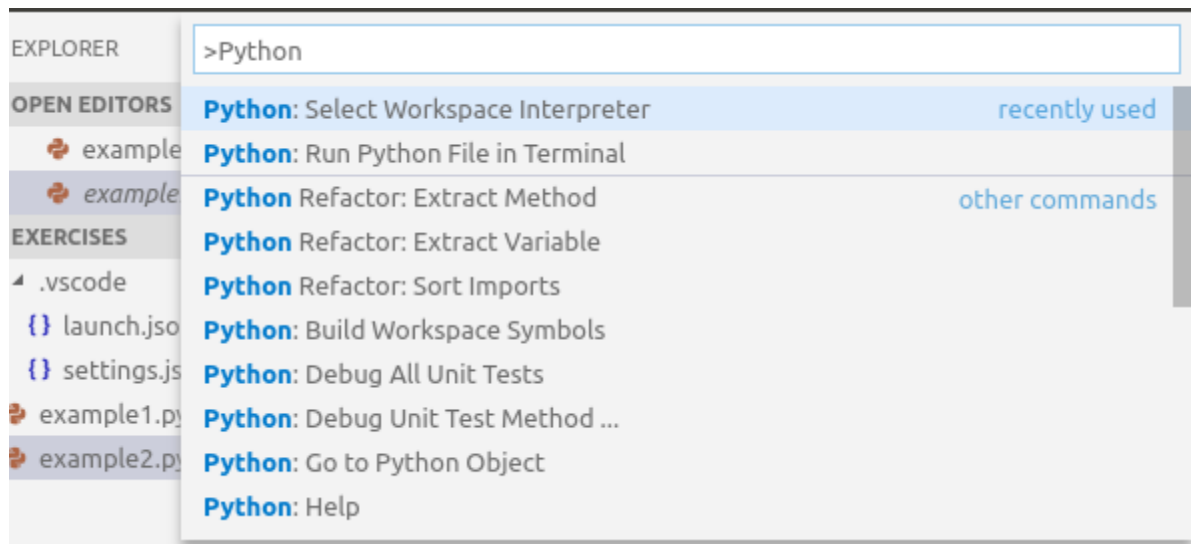 EXPLORER
OPEN EDITORS
example
example
EXERCISES
.vscode
{} launch.jso
{} settings.js
example1.py
example2.py
>Python
Python: Select Workspace Interpreter recently used
Python: Run Python File in Terminal
Python Refactor: Extract Method other commands
Python Refactor: Extract Variable
Python Refactor: Sort Imports
Python: Build Workspace Symbols
Python: Debug All Unit Tests
Python: Debug Unit Test Method ...
Python: Go to Python Object
Python: Help